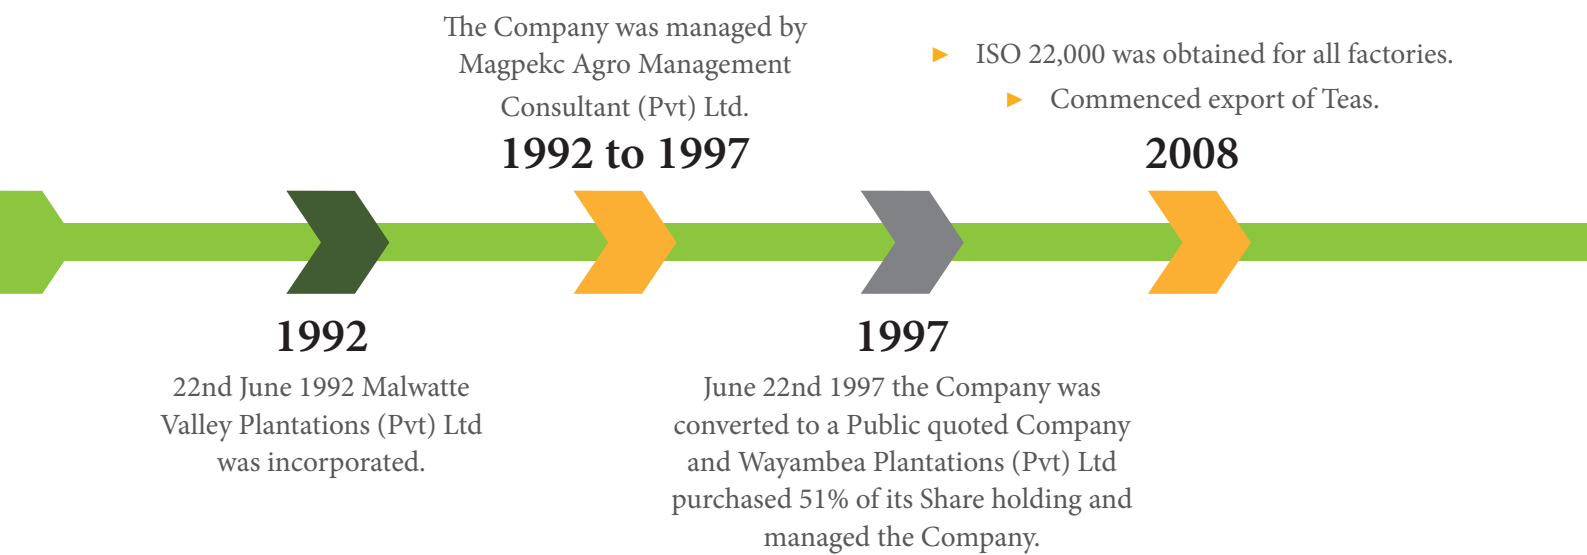 The Company was managed by
Magpekc Agro Management
Consultant (Pvt) Ltd.
1992 to 1997
► ISO 22,000 was obtained for all factories.
► Commenced export of Teas.
2008
1992
22nd June 1992 Malwatte
Valley Plantations (Pvt) Ltd
was incorporated.
1997
June 22nd 1997 the Company was
converted to a Public quoted Company
and Wayambea Plantations (Pvt) Ltd
purchased 51% of its Share holding and
managed the Company.